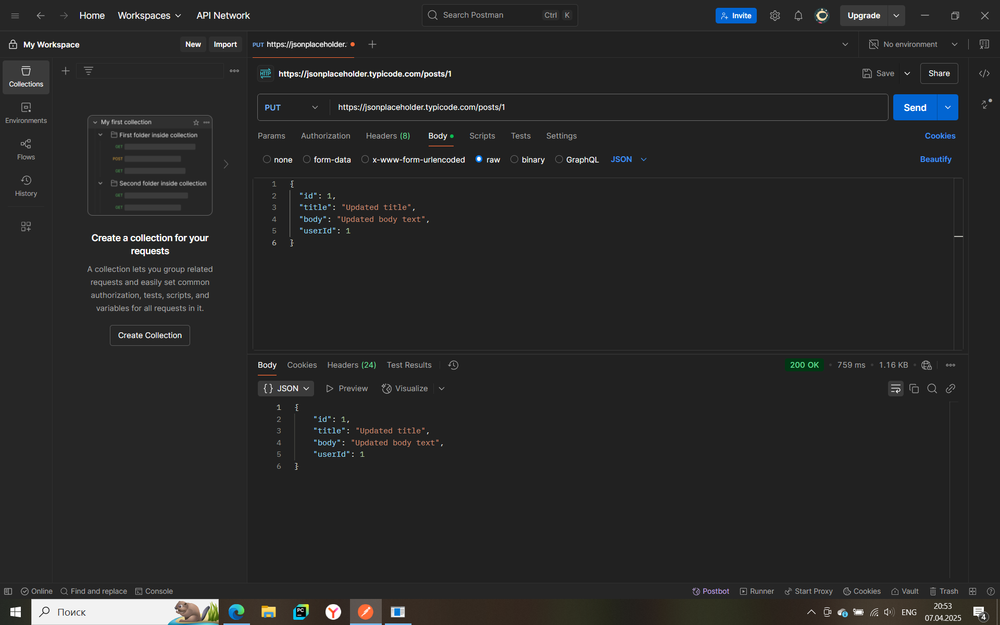 Home Workspaces API Network Search Postman Ctrl K Invite Upgrade
My Workspace New Import PUT https://jsonplaceholder. No environment
Collections
Environments
Flows
History
My first collection
First folder inside collection
GET
POST
GET
Second folder inside collection
GET
GET
Create a collection for your
requests
A collection lets you group related
requests and easily set common
authorization, tests, scripts, and
variables for all requests in it.
Create Collection
HTTP https://jsonplaceholder.typicode.com/posts/1 Save Share
PUT https://jsonplaceholder.typicode.com/posts/1 Send
Params Authorization Headers (8) Body Scripts Tests Settings Cookies
none form-data x-www-form-urlencoded raw binary GraphQL JSON Beautify
1 {
2 "id": 1,
3 "title": "Updated title",
4 "body": "Updated body text",
5 "userId": 1
6 }
Body Cookies Headers (24) Test Results 200 OK 759 ms 1.16 KB
{} JSON Preview Visualize
1 {
2 "id": 1,
3 "title": "Updated title",
4 "body": "Updated body text",
5 "userId": 1
6 }
Online Find and replace Console Postbot Runner Start Proxy Cookies Vault Trash
Поиск PC ENG 20:53
07.04.2025 4